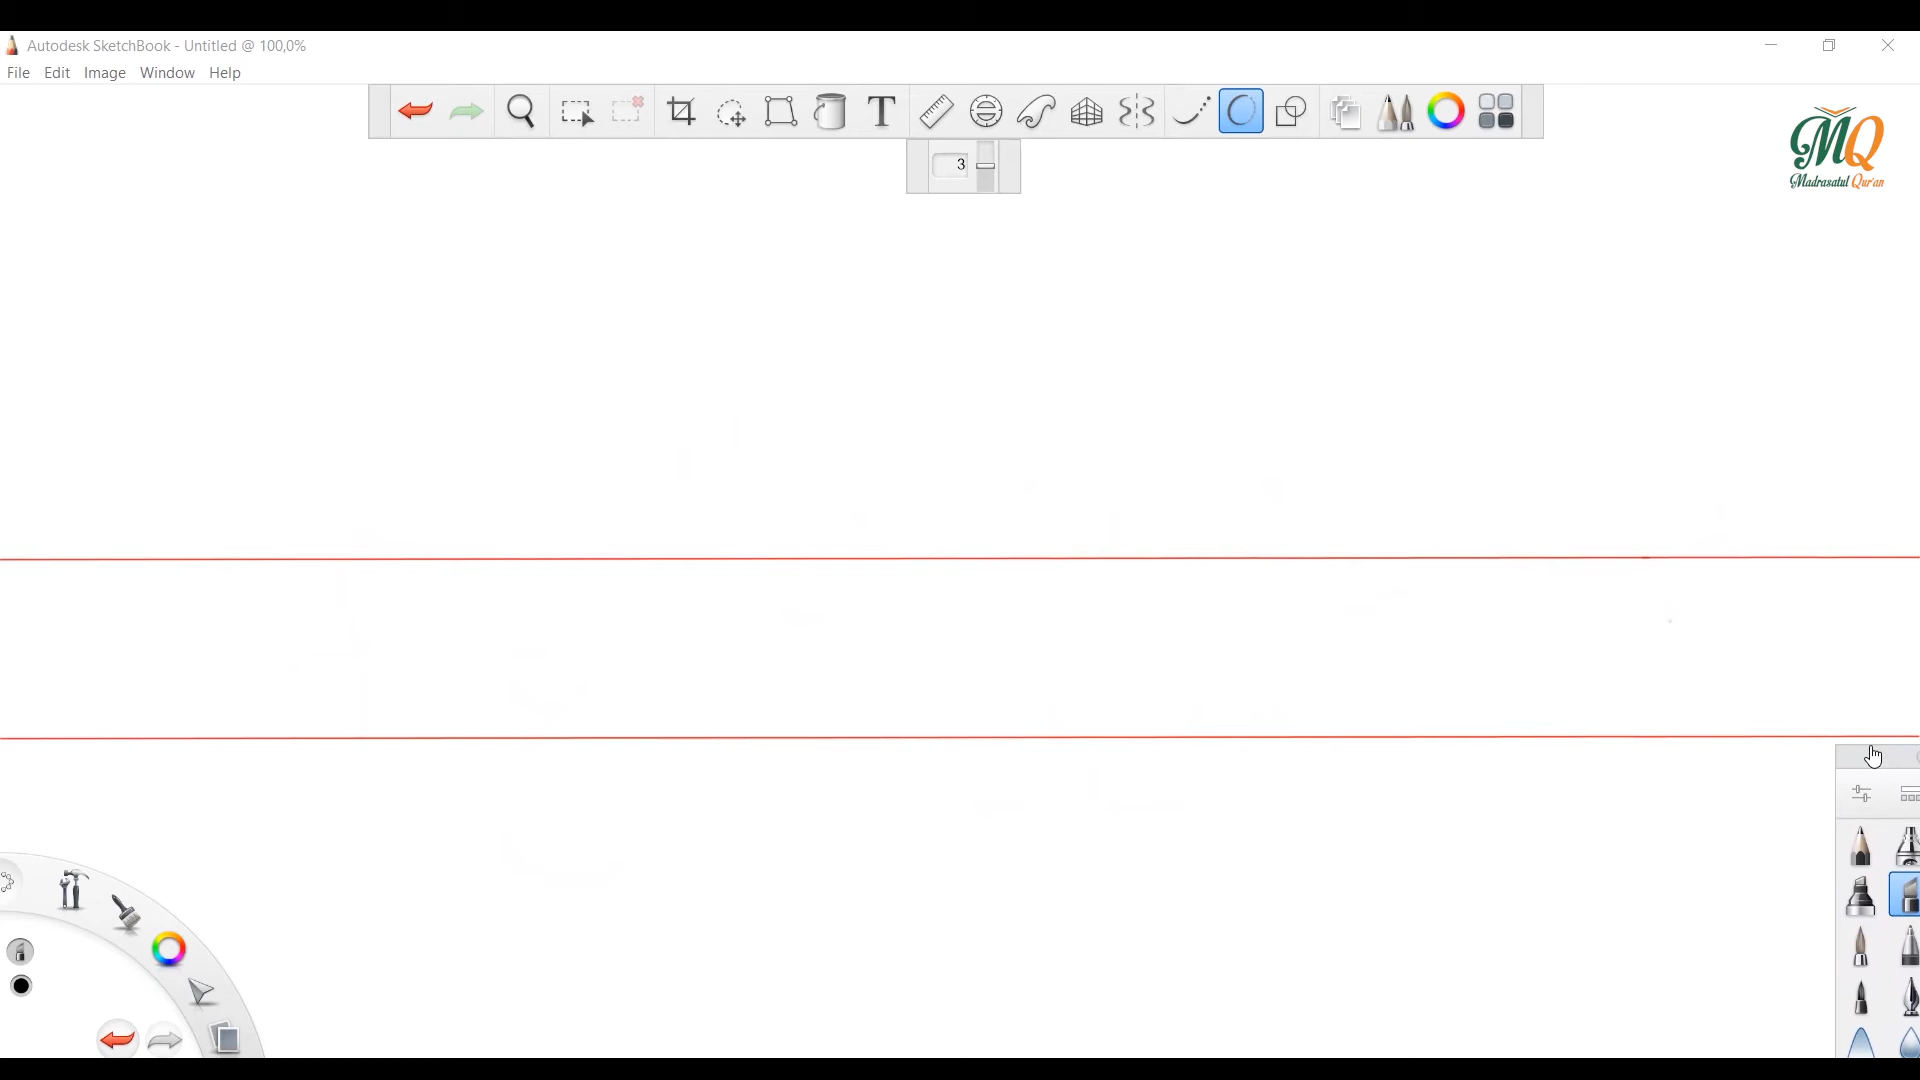 Autodesk SketchBook - Untitled @ 100,0%
File Edit Image Window Help
T
3
MQ
Madrasatul Qur'an